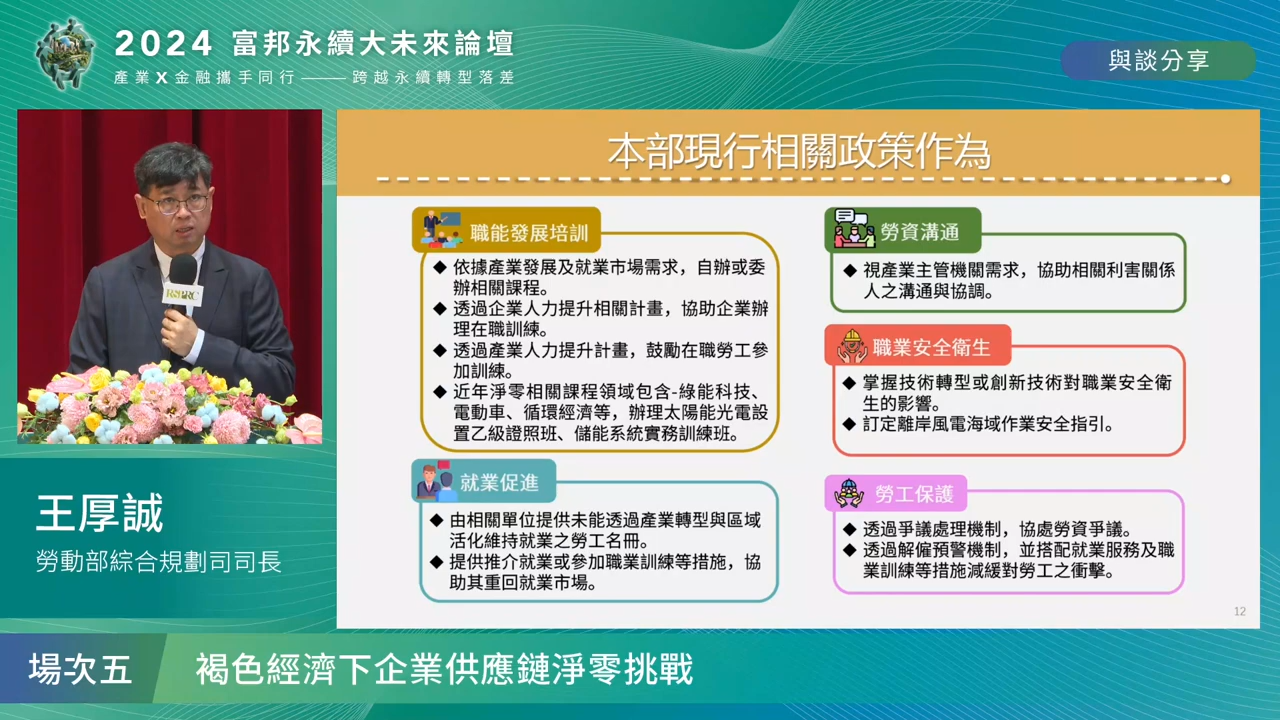 2024 富邦永續大未來論壇
產業X金融攜手同行──跨越永續轉型落差
與談分享
本部現行相關政策作為
職能發展培訓
◆ 依據產業發展及就業市場需求，自辦或委
辦相關課程。
◆ 透過企業人力提升相關計畫，協助企業辦
理在職訓練。
◆ 透過產業人力提升計畫，鼓勵在職勞工參
加訓練。
◆ 近年淨零相關課程領域包含-綠能科技、
電動車、循環經濟等，辦理太陽能光電設
置乙級證照班、儲能系統實務訓練班。
就業促進
◆ 由相關單位提供未能透過產業轉型與區域
活化維持就業之勞工名冊。
◆ 提供推介就業或參加職業訓練等措施，協
助其重回就業市場。
勞資溝通
◆ 視產業主管機關需求，協助相關利害關係
人之溝通與協調。
職業安全衛生
◆ 掌握技術轉型或創新技術對職業安全衛
生的影響。
◆ 訂定離岸風電海域作業安全指引。
勞工保護
◆ 透過爭議處理機制，協處勞資爭議。
◆ 透過解僱預警機制，並搭配就業服務及職
業訓練等措施減緩對勞工之衝擊。
12
王厚誠
勞動部綜合規劃司司長
場次五
褐色經濟下企業供應鏈淨零挑戰